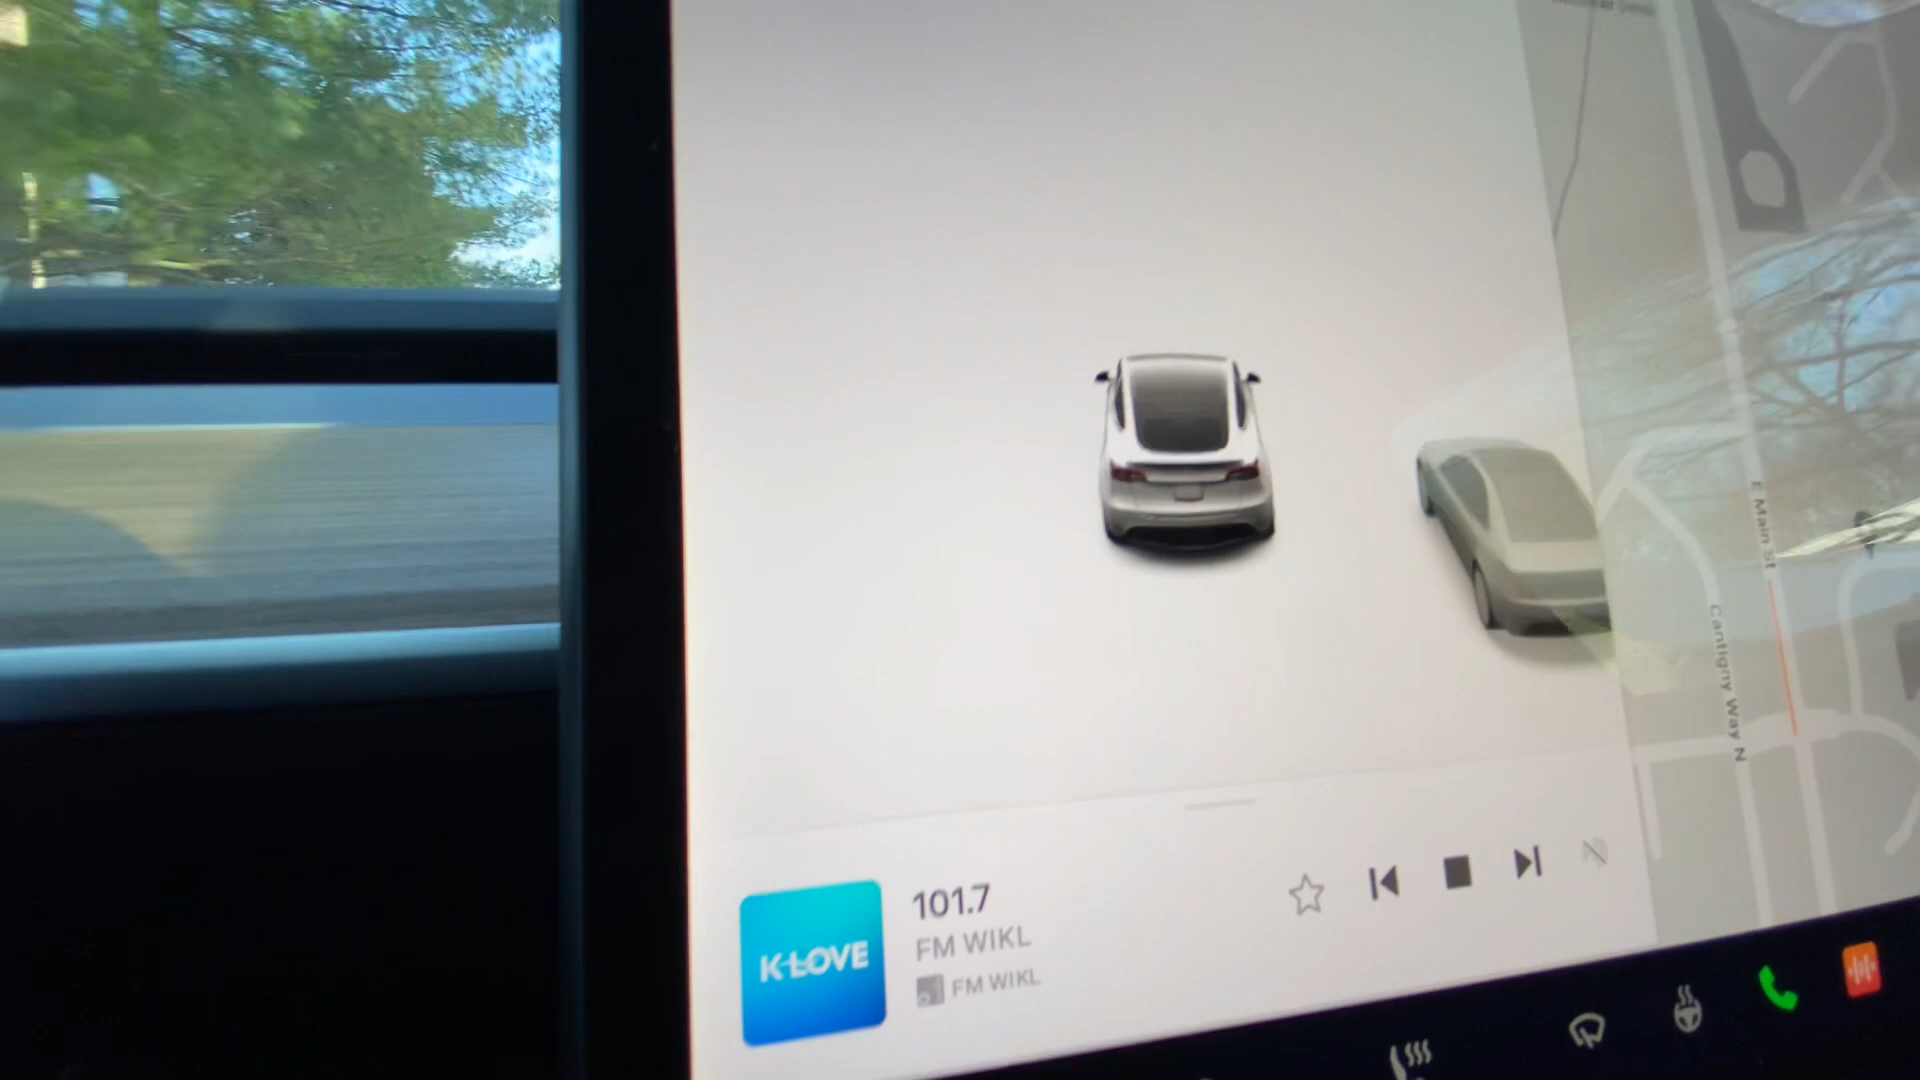 E Main St
Cantigny Way N
101.7
FM WIKL
FM WIKL
K-LOVE